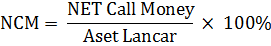 NCM = NET Call Money / Aset Lancar × 100%